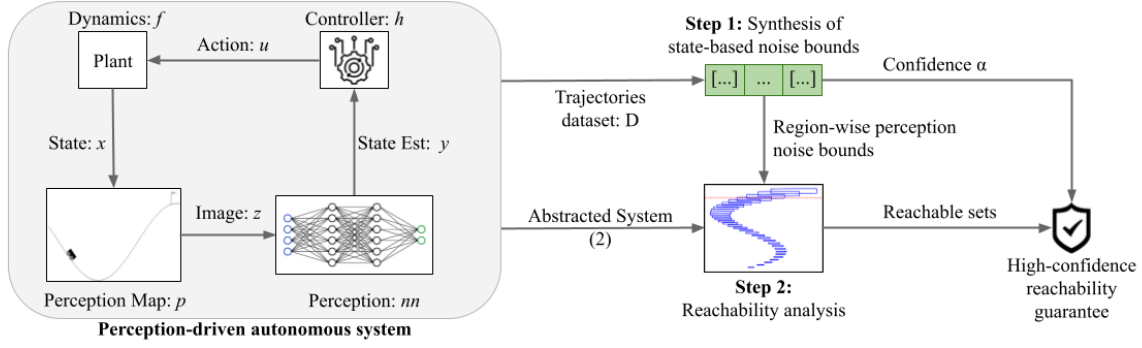 Dynamics: f
Controller: h
Plant
Action: u
State: x
State Est: y
Image: z
Perception Map: p
Perception: nn
Perception-driven autonomous system
Trajectories
dataset: D
Abstracted System
(2)
Step 1: Synthesis of
state-based noise bounds
[...] ... [...]
Confidence α
Region-wise perception
noise bounds
Step 2:
Reachability analysis
Reachable sets
High-confidence
reachability
guarantee